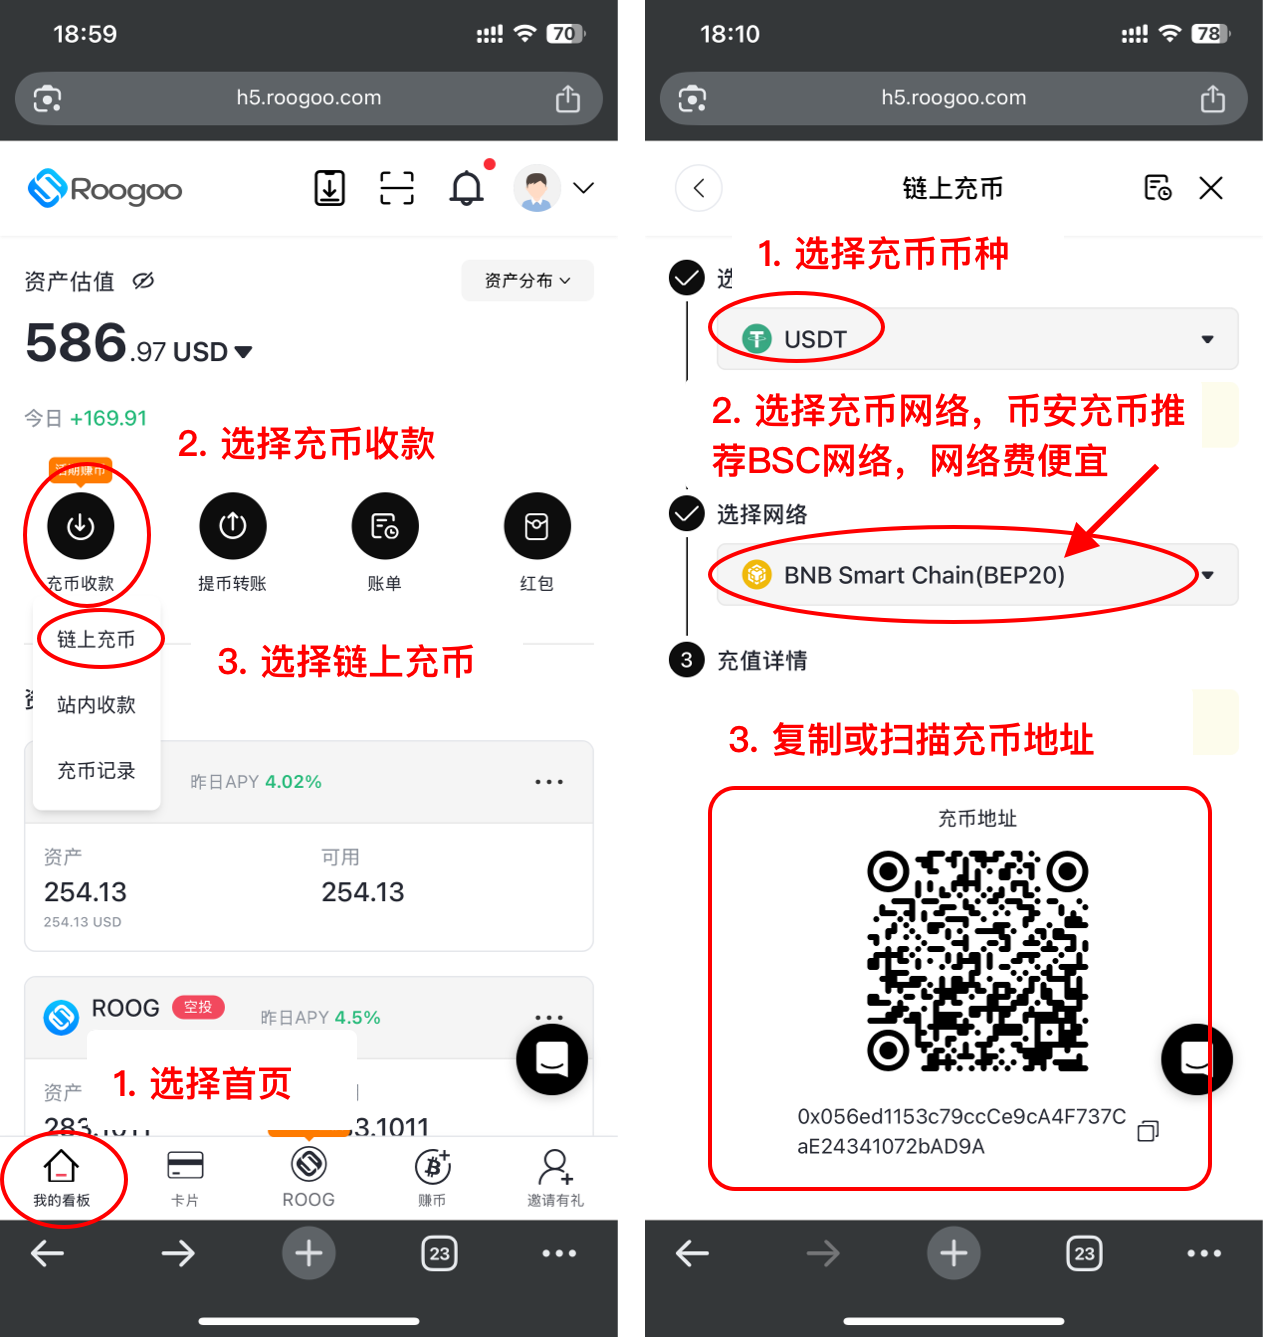 18:59
70
h5.roogoo.com
Roogoo
资产估值
资产分布
586.97 USD
今日 +169.91
2. 选择充币收款
活期赚币
充币收款
提币转账
账单
红包
链上充币
3. 选择链上充币
站内收款
充币记录
昨日APY 4.02%
资产
可用
254.13
254.13
254.13 USD
ROOG
空投
昨日APY 4.5%
1. 选择首页
资产
283.1011
3.1011
我的看板
卡片
ROOG
赚币
邀请有礼
23
18:10
78
h5.roogoo.com
链上充币
1. 选择充币币种
USDT
2. 选择充币网络，币安充币推
荐BSC网络，网络费便宜
选择网络
BNB Smart Chain(BEP20)
3
充值详情
3. 复制或扫描充币地址
充币地址
0x056ed1153c79ccCe9cA4F737C
aE24341072bAD9A
23